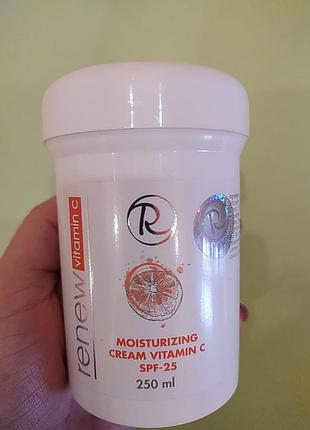 renew vitamin c
R
R
MOISTURIZING
CREAM VITAMIN C
SPF-25
250 ml